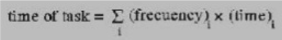 time of task = ∑ᵢ (frecuency)ᵢ × (time)ᵢ